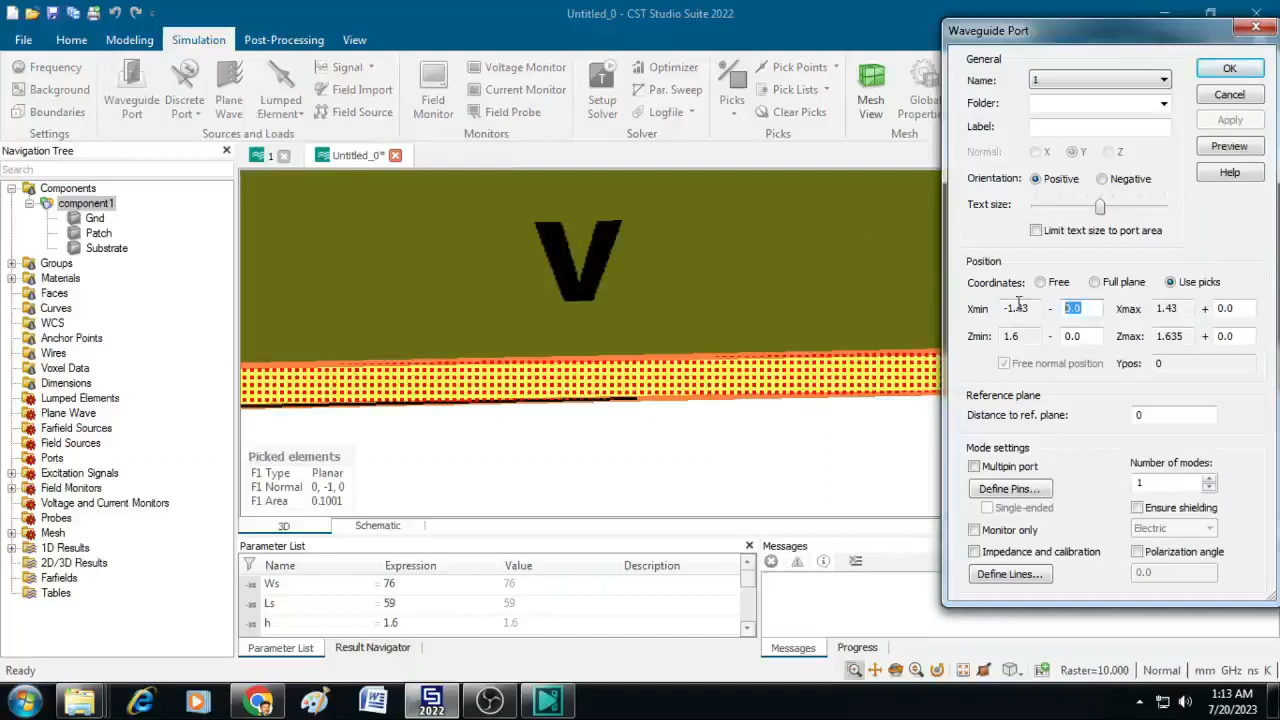 Untitled_0 - CST Studio Suite 2022
File Home Modeling Simulation Post-Processing View
Frequency
Background
Boundaries
Settings
Waveguide Port
Discrete Port
Plane Wave
Lumped Element
Signal
Field Import
Field Source
Sources and Loads
Field Monitor
Voltage Monitor
Current Monitor
Field Probe
Monitors
Setup Solver
Optimizer
Par. Sweep
Logfile
Solver
Picks
Pick Points
Pick Lists
Clear Picks
Picks
Mesh View
Global
Properti
Mesh
Navigation Tree
1
Untitled_0*
Search
Components
component1
Gnd
Patch
Substrate
Groups
Materials
Faces
Curves
WCS
Anchor Points
Wires
Voxel Data
Dimensions
Lumped Elements
Plane Wave
Farfield Sources
Field Sources
Ports
Excitation Signals
Field Monitors
Voltage and Current Monitors
Probes
Mesh
1D Results
2D/3D Results
Farfields
Tables
V
Picked elements
F1 Type Planar
F1 Normal 0, -1, 0
F1 Area 0.1001
3D Schematic
Parameter List
Name Expression Value Description
Ws = 76 76
Ls = 59 59
h = 1.6 1.6
Parameter List Result Navigator
Messages
Messages Progress
Waveguide Port
General
Name: 1
Folder:
Label:
Normal: X Y Z
Orientation: Positive Negative
Text size:
Limit text size to port area
OK
Cancel
Apply
Preview
Help
Position
Coordinates: Free Full plane Use picks
Xmin -1.43 - 0.0 Xmax 1.43 + 0.0
Zmin: 1.6 - 0.0 Zmax: 1.635 + 0.0
Free normal position Ypos: 0
Reference plane
Distance to ref. plane: 0
Mode settings
Multipin port
Define Pins...
Single-ended
Monitor only
Impedance and calibration
Define Lines...
Number of modes:
1
Ensure shielding
Electric
Polarization angle
0.0
Ready
Raster=10.000 Normal mm GHz ns K
2022
1:13 AM
7/20/2023